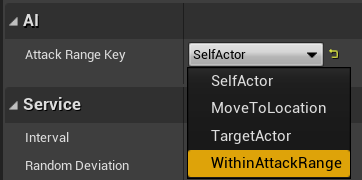 AI
Attack Range Key
SelfActor
SelfActor
MoveToLocation
TargetActor
WithinAttackRange
Service
Interval
Random Deviation